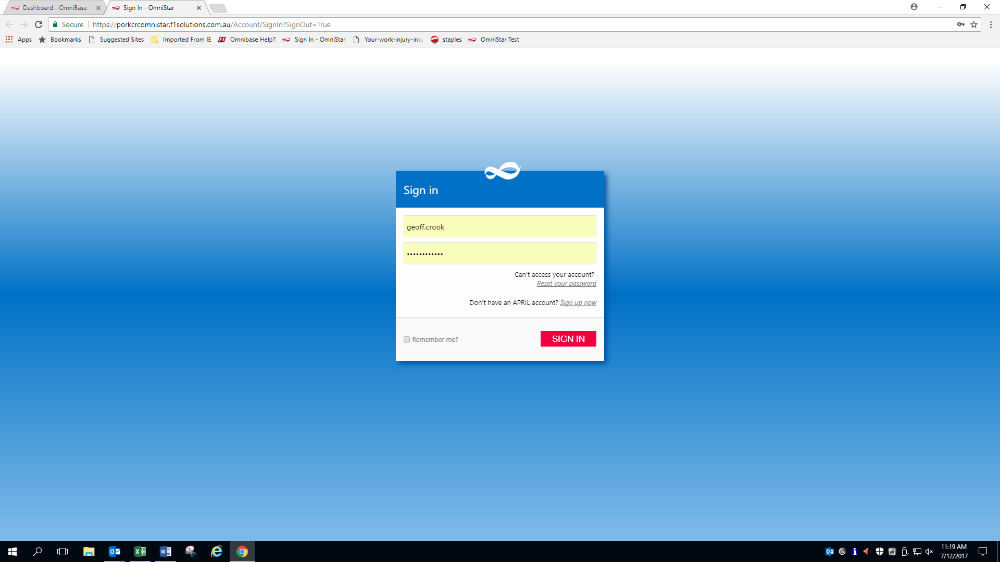 Dashboard - OmniBase
Sign In - OmniStar
Secure
https://porkcrcomnistar.f1solutions.com.au/Account/SignIn?SignOut=True
Apps
Bookmarks
Suggested Sites
Imported From IE
Omnibase Help?
Sign In - OmniStar
Your-work-injury-insu
staples
OmniStar Test
Sign in
geoff.crook
••••••••••••
Can't access your account?
Reset your password
Don't have an APRIL account? Sign up now
Remember me?
SIGN IN
11:19 AM
7/12/2017